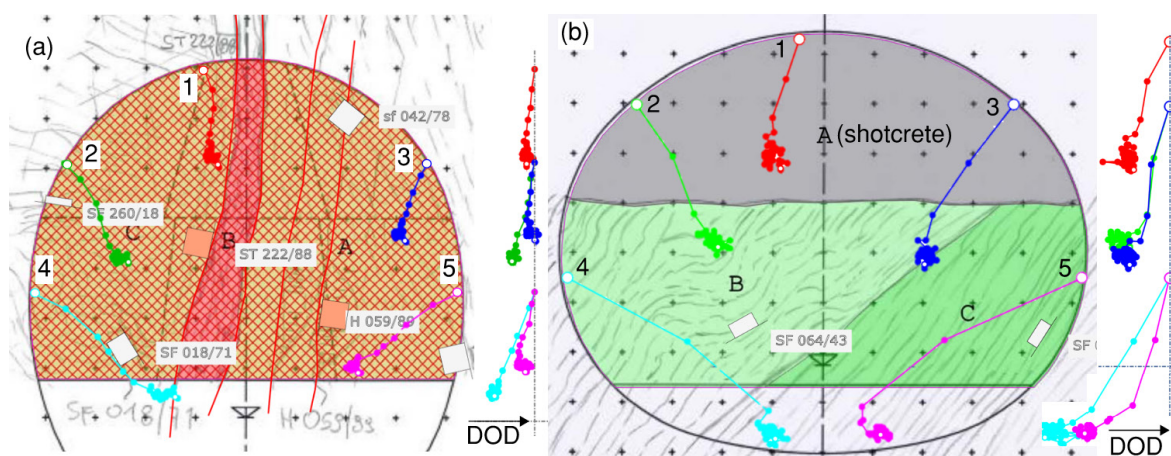 (a)
ST 222/88
1
sf 042/78
2
3
SF 260/18
C
B
ST 222/88
A
4
5
H 059/89
SF 018/71
SF 018/71
H 059/89
DOD
(b)
1
2
3
A (shotcrete)
4
5
B
C
SF 064/43
SF 0
DOD